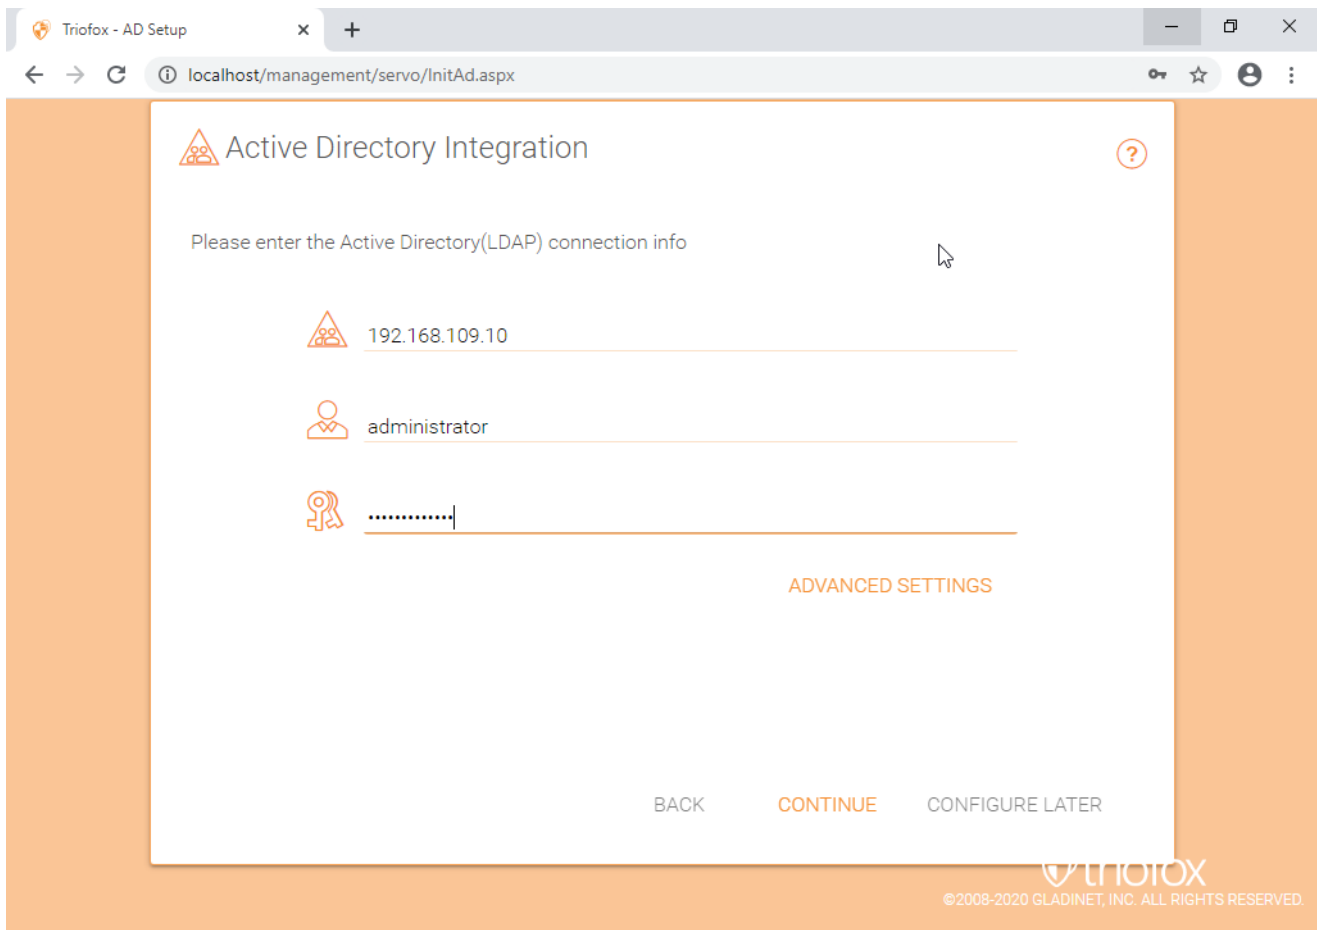 Triofox - AD Setup
localhost/management/servo/InitAd.aspx
Active Directory Integration
?
Please enter the Active Directory(LDAP) connection info
192.168.109.10
administrator
•••••••••••••
ADVANCED SETTINGS
BACK CONTINUE CONFIGURE LATER
triofox
©2008-2020 GLADINET, INC. ALL RIGHTS RESERVED.